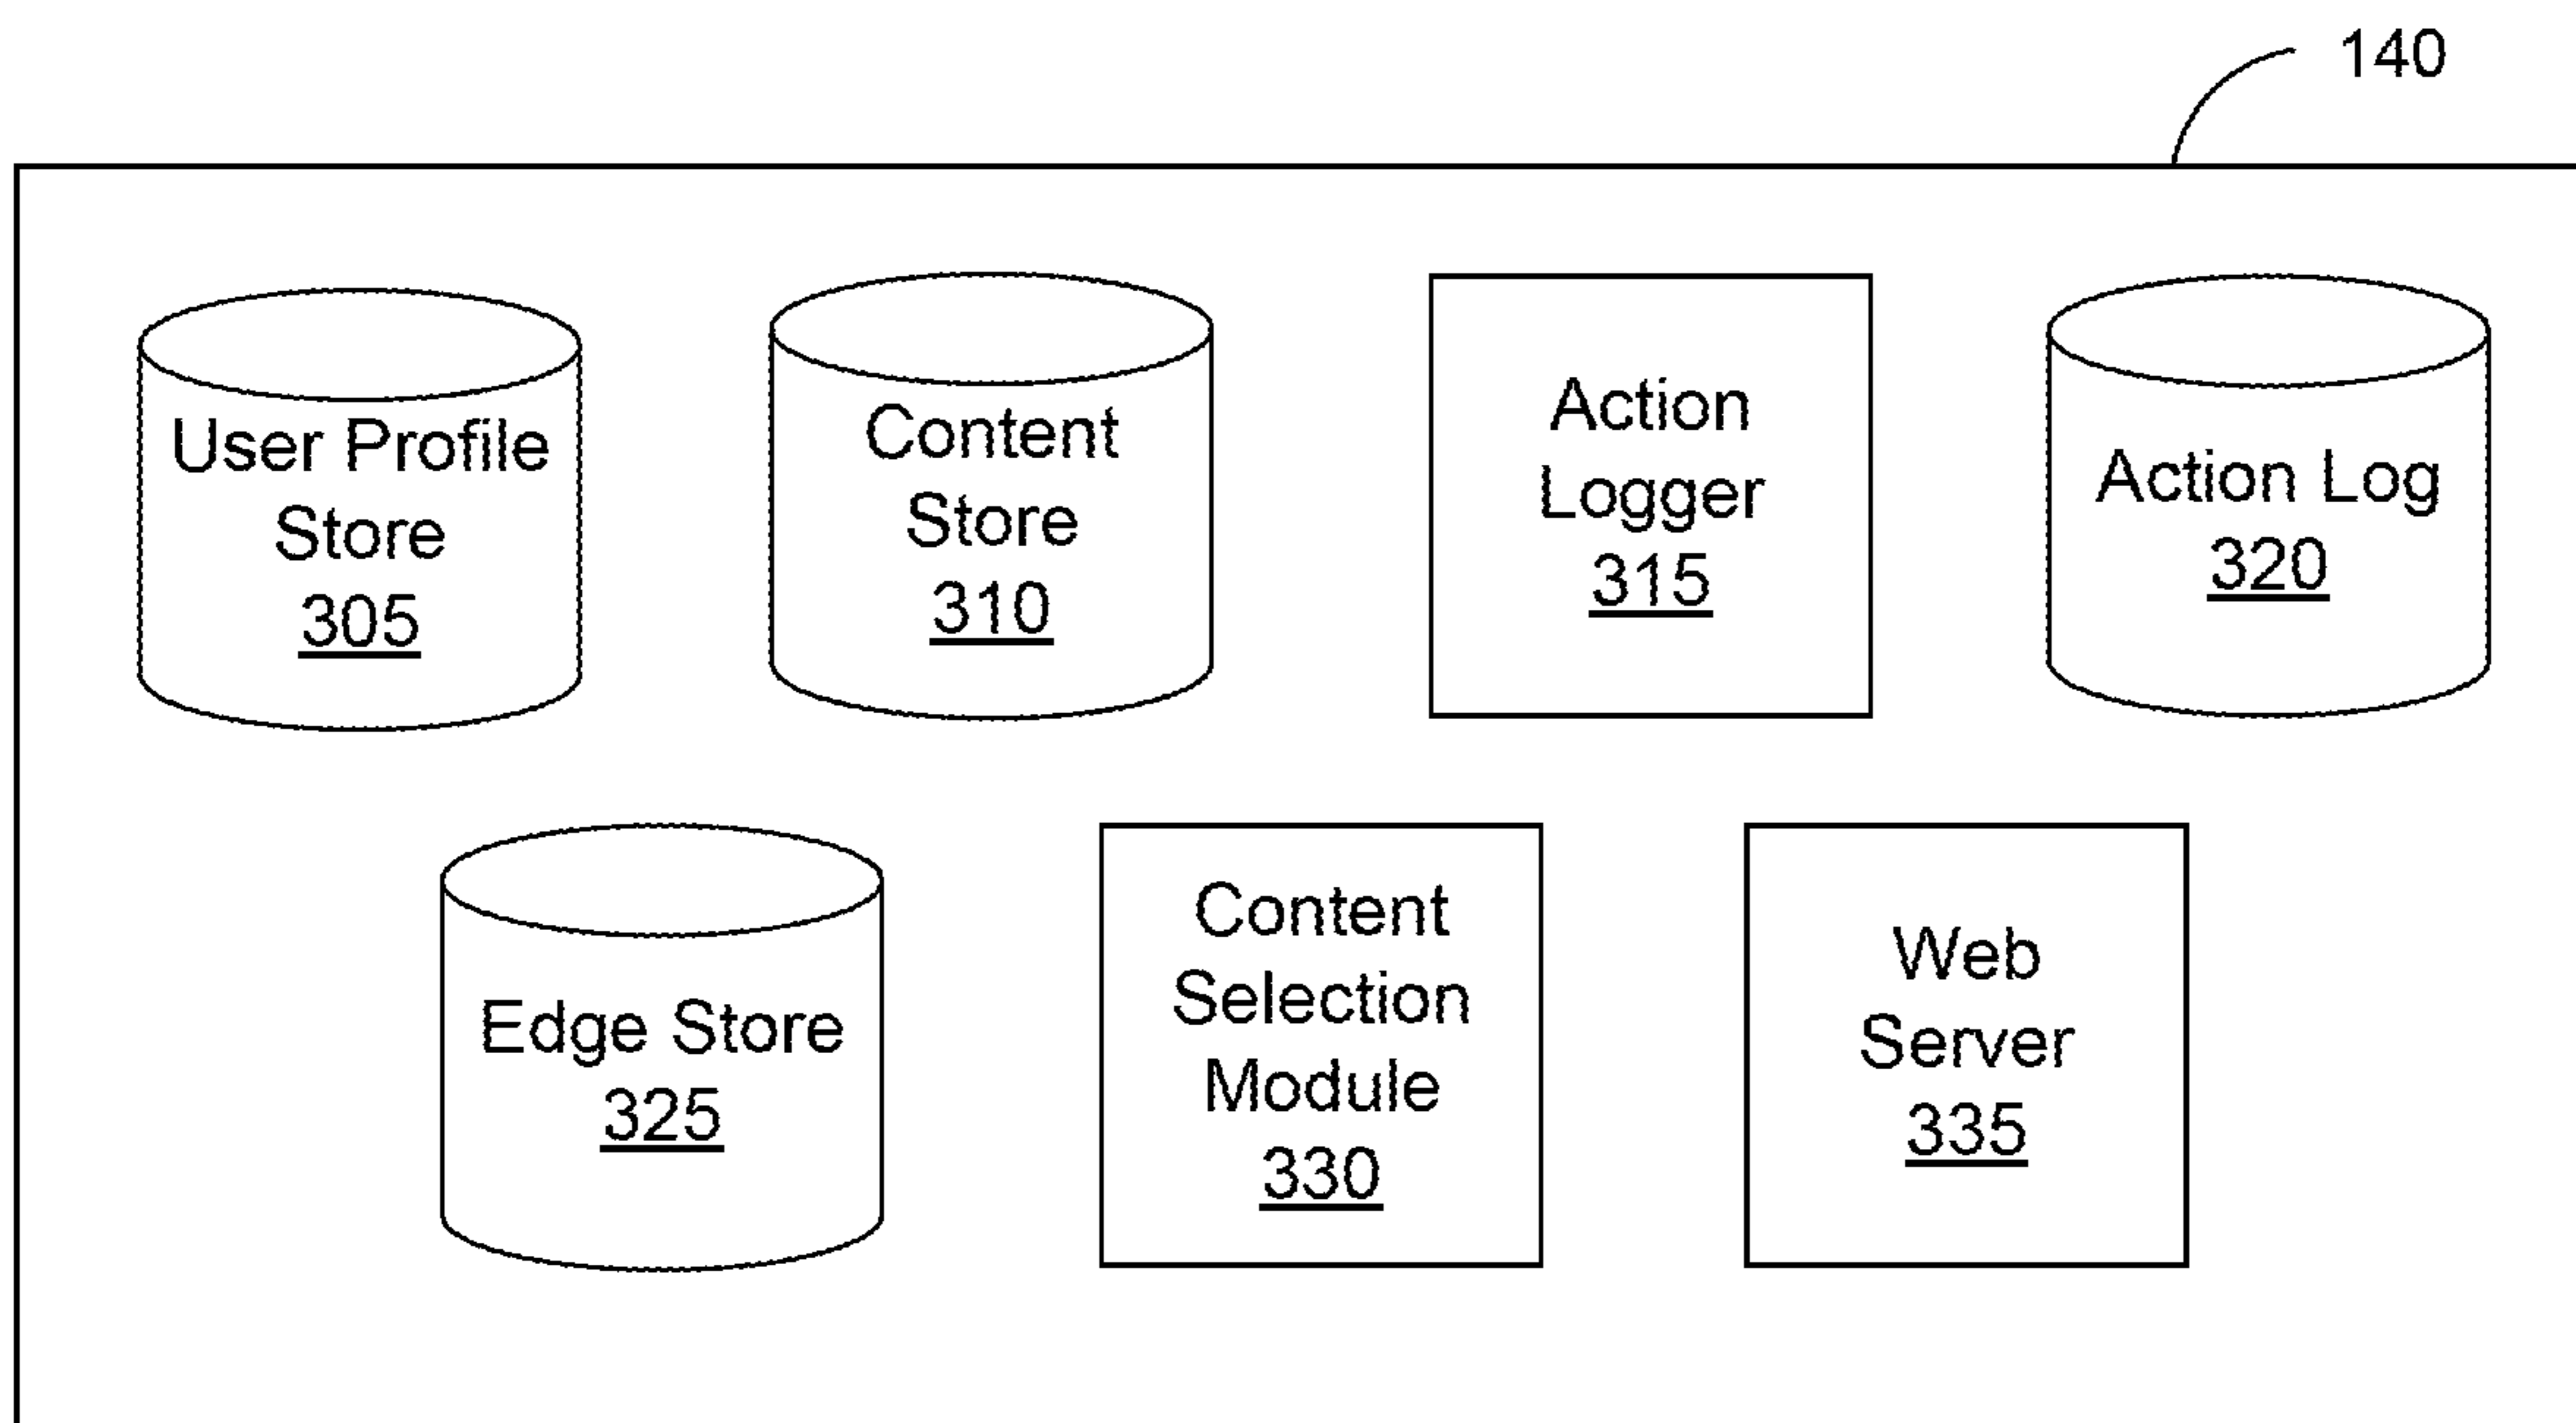 140
User Profile
Store
305
Content
Store
310
Action
Logger
315
Action Log
320
Edge Store
325
Content
Selection
Module
330
Web
Server
335